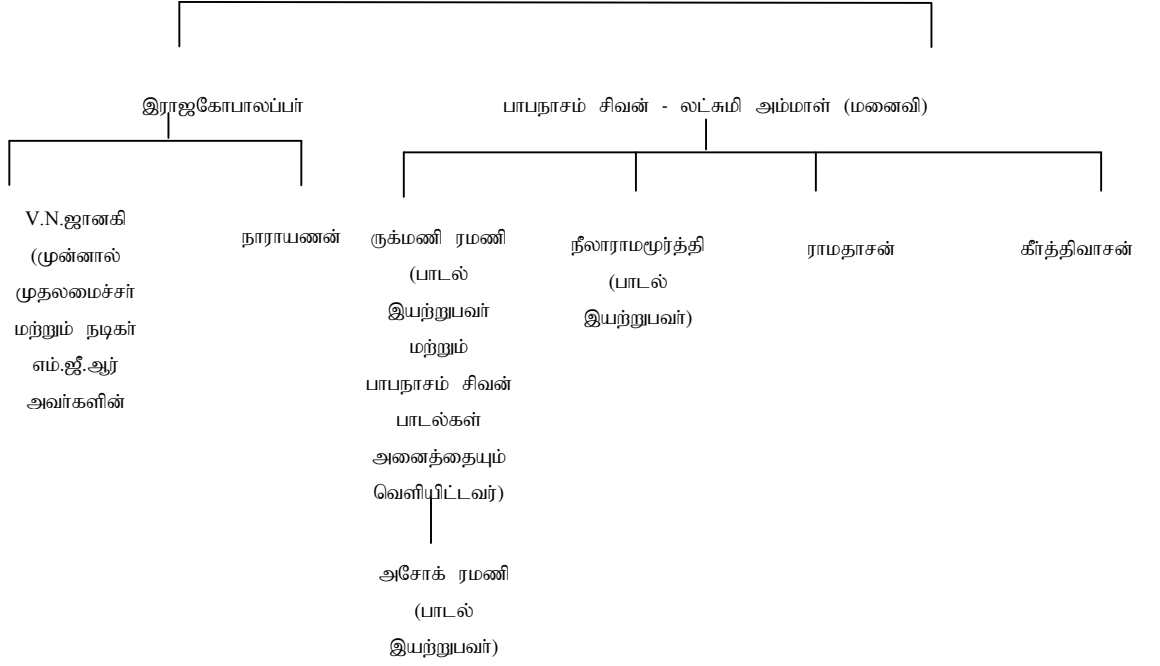 இராஜகோபாலப்பர்
பாபநாசம் சிவன் - லட்சுமி அம்மாள் (மனைவி)
V.N.ஜானகி
(முன்னால்
முதலமைச்சர்
மற்றும் நடிகர்
எம்.ஜீ.ஆர்
அவர்களின்
நாராயணன்
ருக்மணி ரமணி
(பாடல்
இயற்றுபவர்
மற்றும்
பாபநாசம் சிவன்
பாடல்கள்
அனைத்தையும்
வெளியிட்டவர்)
நீலாராமமூர்த்தி
(பாடல்
இயற்றுபவர்)
ராமதாசன்
கீர்த்திவாசன்
அசோக் ரமணி
(பாடல்
இயற்றுபவர்)